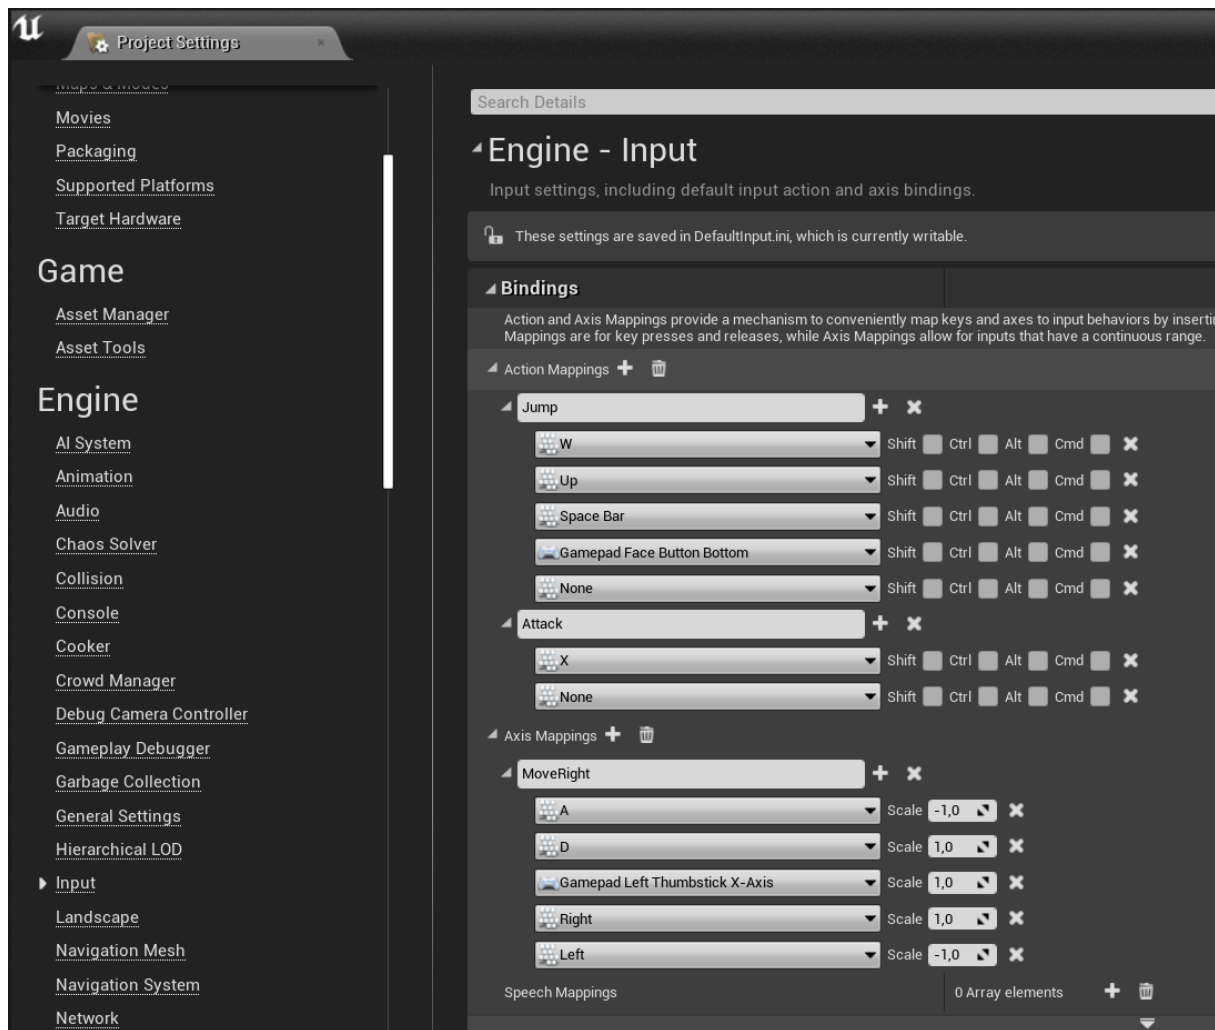 Project Settings
Maps & Modes
Movies
Packaging
Supported Platforms
Target Hardware
Game
Asset Manager
Asset Tools
Engine
AI System
Animation
Audio
Chaos Solver
Collision
Console
Cooker
Crowd Manager
Debug Camera Controller
Gameplay Debugger
Garbage Collection
General Settings
Hierarchical LOD
Input
Landscape
Navigation Mesh
Navigation System
Network
Search Details
Engine - Input
Input settings, including default input action and axis bindings.
These settings are saved in DefaultInput.ini, which is currently writable.
Bindings
Action and Axis Mappings provide a mechanism to conveniently map keys and axes to input behaviors by inserti
Mappings are for key presses and releases, while Axis Mappings allow for inputs that have a continuous range.
Action Mappings
Jump
W Shift Ctrl Alt Cmd
Up Shift Ctrl Alt Cmd
Space Bar Shift Ctrl Alt Cmd
Gamepad Face Button Bottom Shift Ctrl Alt Cmd
None Shift Ctrl Alt Cmd
Attack
X Shift Ctrl Alt Cmd
None Shift Ctrl Alt Cmd
Axis Mappings
MoveRight
A Scale -1,0
D Scale 1,0
Gamepad Left Thumbstick X-Axis Scale 1,0
Right Scale 1,0
Left Scale -1,0
Speech Mappings 0 Array elements